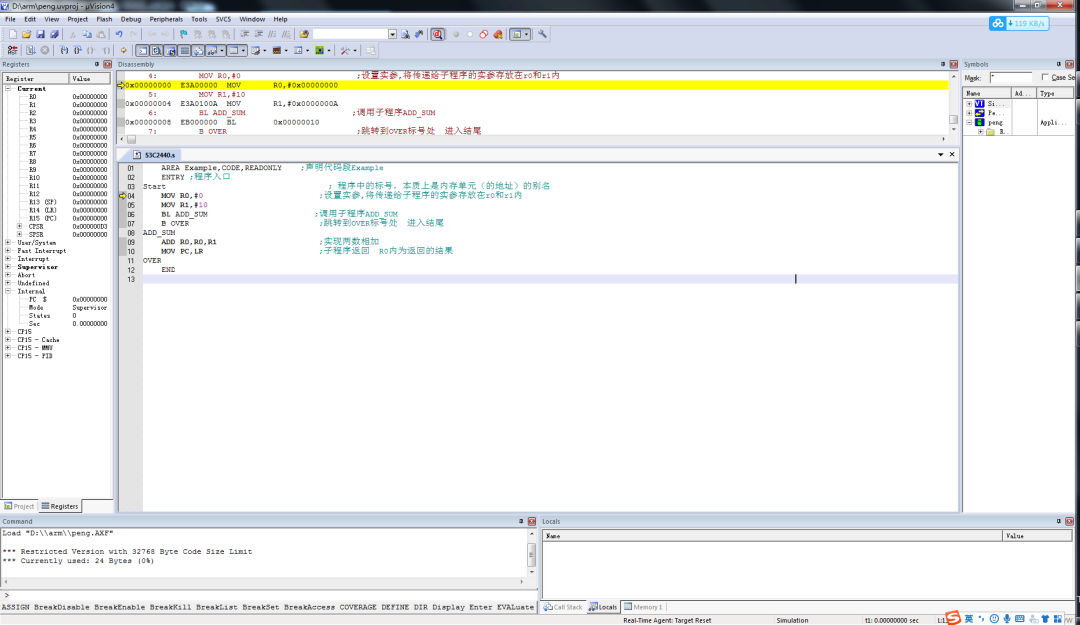 D:\arm\peng.uvproj - µVision4
File Edit View Project Flash Debug Peripherals Tools SVCS Window Help
119 KB/s
Registers
Register Value
Current
R0 0x00000000
R1 0x00000000
R2 0x00000000
R3 0x00000000
R4 0x00000000
R5 0x00000000
R6 0x00000000
R7 0x00000000
R8 0x00000000
R9 0x00000000
R10 0x00000000
R11 0x00000000
R12 0x00000000
R13 (SP) 0x00000000
R14 (LR) 0x00000000
R15 (PC) 0x00000000
CPSR 0x000000D3
SPSR 0x00000000
User/System
Fast Interrupt
Interrupt
Supervisor
Abort
Undefined
Internal
PC $ 0x00000000
Mode Supervisor
States 0
Sec 0.00000000
CP15
CP15 - Cache
CP15 - MMU
CP15 - PID
Project Registers
Disassembly
4: MOV R0,#0 ;设置实参,将传递给子程序的实参存放在r0和r1内
0x00000000 E3A00000 MOV R0,#0x00000000
5: MOV R1,#10
0x00000004 E3A0100A MOV R1,#0x0000000A
6: BL ADD_SUM ;调用子程序ADD_SUM
0x00000008 EB000000 BL 0x00000010
7: B OVER ;跳转到OVER标号处 进入结尾
S3C2440.s
01 AREA Example,CODE,READONLY ;声明代码段Example
02 ENTRY ;程序入口
03 Start ; 程序中的标号，本质上是内存单元（的地址）的别名
04 MOV R0,#0 ;设置实参,将传递给子程序的实参存放在r0和r1内
05 MOV R1,#10
06 BL ADD_SUM ;调用子程序ADD_SUM
07 B OVER ;跳转到OVER标号处 进入结尾
08 ADD_SUM
09 ADD R0,R0,R1 ;实现两数相加
10 MOV PC,LR ;子程序返回 R0内为返回的结果
11 OVER
12 END
13
Symbols
Mask: * Case Se
Name Ad... Type
Si...
Pe...
peng Appli...
R..
Command
Load "D:\\arm\\peng.AXF"
*** Restricted Version with 32768 Byte Code Size Limit
*** Currently used: 24 Bytes (0%)
>
ASSIGN BreakDisable BreakEnable BreakKill BreakList BreakSet BreakAccess COVERAGE DEFINE DIR Display Enter EVALuate
Locals
Name Value
Call Stack Locals Memory 1
Real-Time Agent: Target Reset Simulation t1: 0.00000000 sec
英